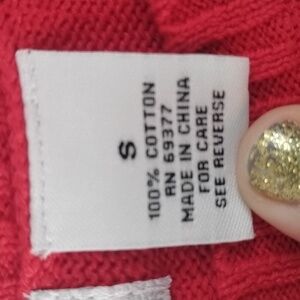 S
100% COTTON
RN 69377
MADE IN CHINA
FOR CARE
SEE REVERSE